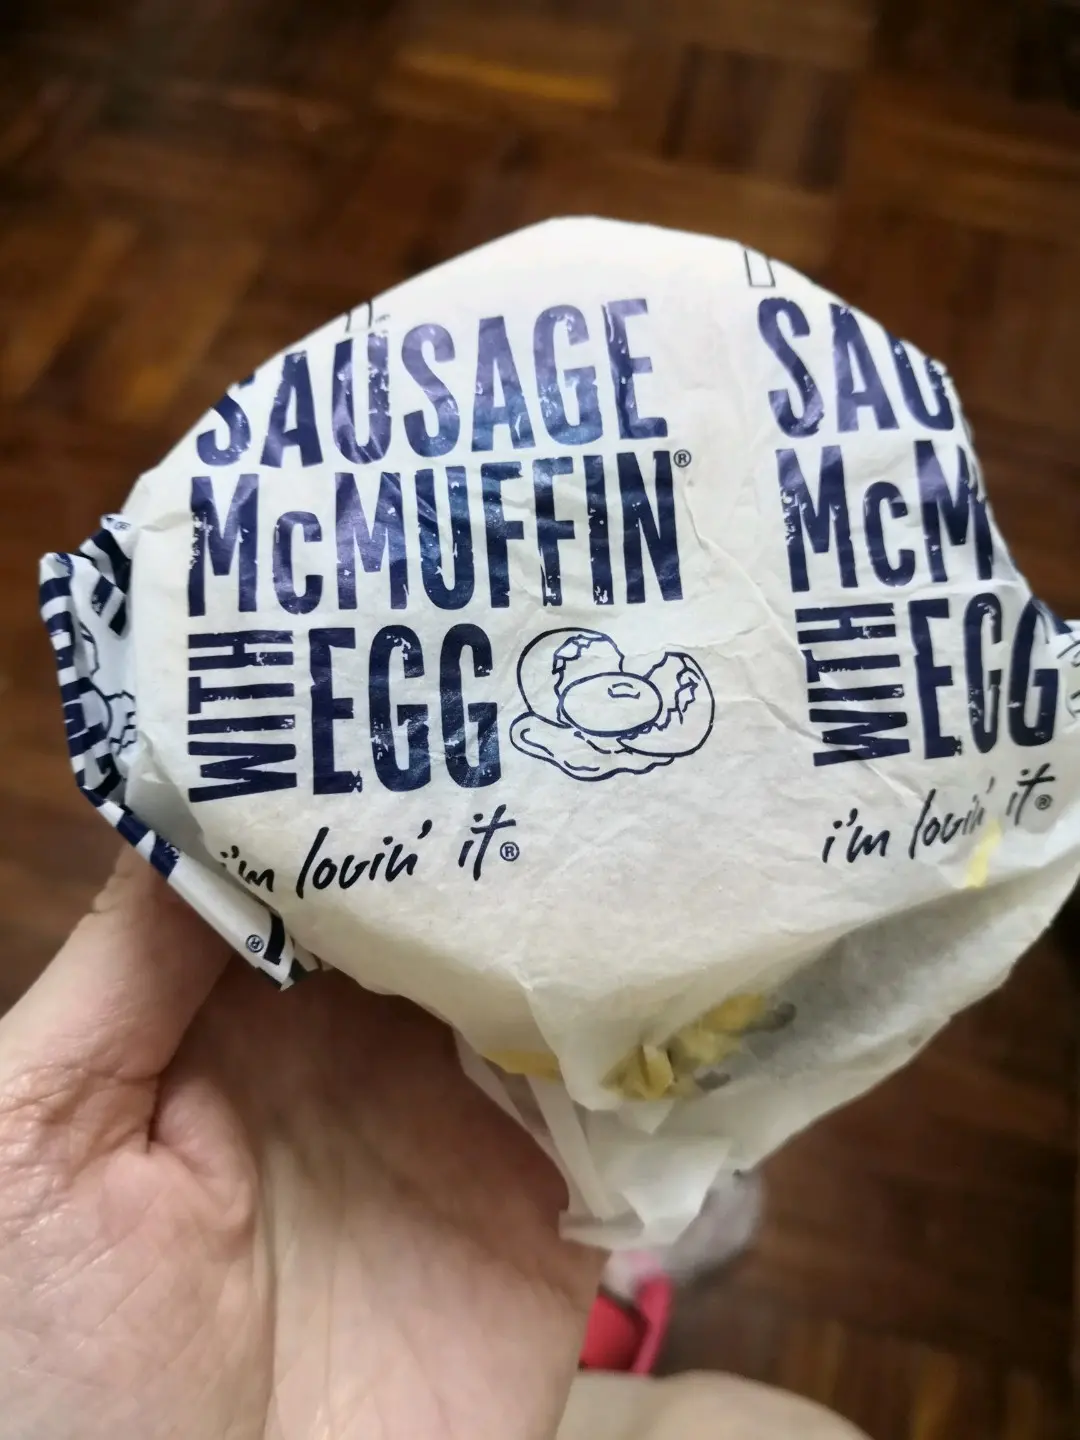 SAUSAGE
McMUFFIN®
WITH EGG
i'm lovin' it®
SAU
McM
WITH EGG
i'm lovin' it®
®